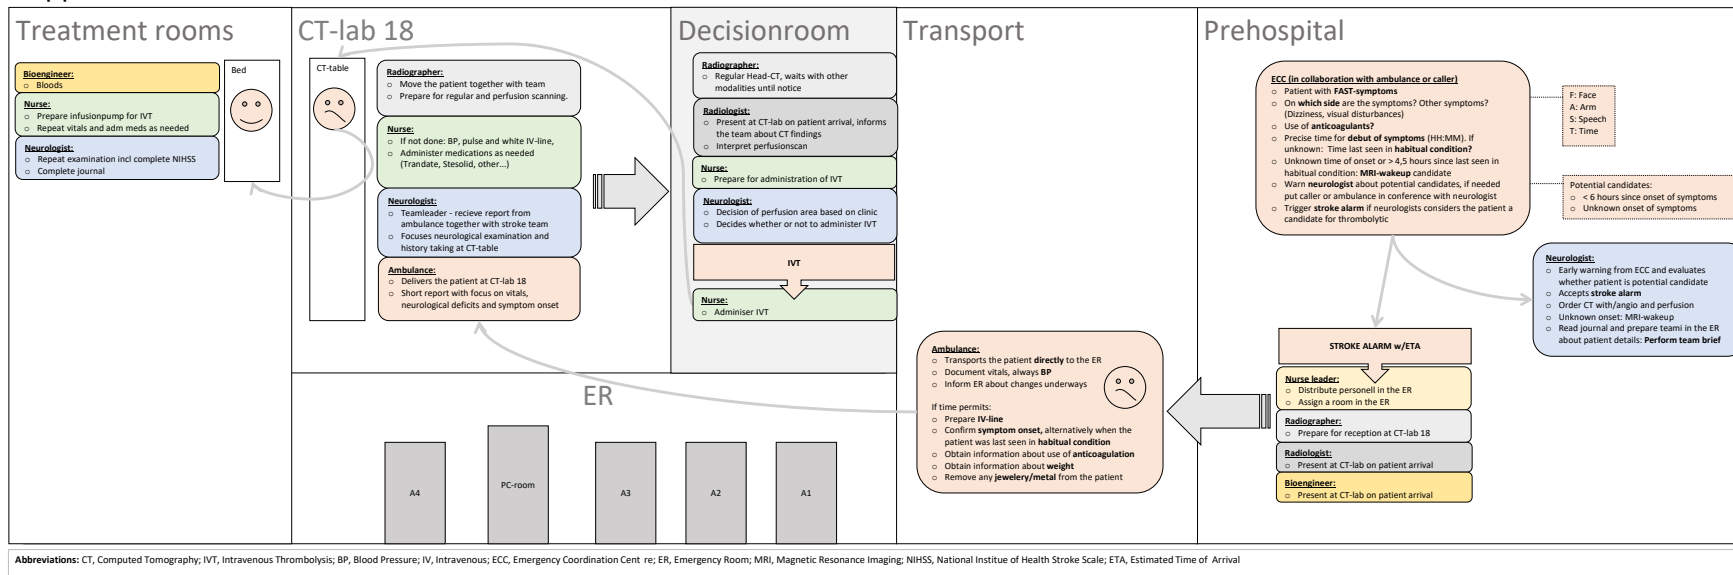 Treatment rooms
Bioengineer:
o Bloods
Nurse:
o Prepare infusionpump for IVT
o Repeat vitals and adm meds as needed
Neurologist:
o Repeat examination incl complete NIHSS
o Complete journal
Bed
CT-lab 18
CT-table
Radiographer:
o Move the patient together with team
o Prepare for regular and perfusion scanning.
Nurse:
o If not done: BP, pulse and white IV-line,
o Administer medications as needed
(Trandate, Stesolid, other...)
Neurologist:
o Teamleader - recieve report from
ambulance together with stroke team
o Focuses neurological examination and
history taking at CT-table
Ambulance:
o Delivers the patient at CT-lab 18
o Short report with focus on vitals,
neurological deficits and symptom onset
Decisionroom
Radiographer:
o Regular Head-CT, waits with other
modalities until notice
Radiologist:
o Present at CT-lab on patient arrival, informs
the team about CT findings
o Interpret perfusionscan
Nurse:
o Prepare for administration of IVT
Neurologist:
o Decision of perfusion area based on clinic
o Decides whether or not to administer IVT
IVT
Nurse:
o Adminiser IVT
ER
A4
PC-room
A3
A2
A1
Transport
Ambulance:
o Transports the patient directly to the ER
o Document vitals, always BP
o Inform ER about changes underways
If time permits:
o Prepare IV-line
o Confirm symptom onset, alternatively when the
patient was last seen in habitual condition
o Obtain information about use of anticoagulation
o Obtain information about weight
o Remove any jewelery/metal from the patient
Prehospital
ECC (in collaboration with ambulance or caller)
o Patient with FAST-symptoms
o On which side are the symptoms? Other symptoms?
(Dizziness, visual disturbances)
o Use of anticoagulants?
o Precise time for debut of symptoms (HH:MM). If
unknown: Time last seen in habitual condition?
o Unknown time of onset or > 4,5 hours since last seen in
habitual condition: MRI-wakeup candidate
o Warn neurologist about potential candidates, if needed
put caller or ambulance in conference with neurologist
o Trigger stroke alarm if neurologists considers the patient a
candidate for thrombolytic
F: Face
A: Arm
S: Speech
T: Time
Potential candidates:
o < 6 hours since onset of symptoms
o Unknown onset of symptoms
Neurologist:
o Early warning from ECC and evaluates
whether patient is potential candidate
o Accepts stroke alarm
o Order CT with/angio and perfusion
o Unknown onset: MRI-wakeup
o Read journal and prepare teami in the ER
about patient details: Perform team brief
STROKE ALARM w/ETA
Nurse leader:
o Distribute personell in the ER
o Assign a room in the ER
Radiographer:
o Prepare for reception at CT-lab 18
Radiologist:
o Present at CT-lab on patient arrival
Bioengineer:
o Present at CT-lab on patient arrival
Abbreviations: CT, Computed Tomography; IVT, Intravenous Thrombolysis; BP, Blood Pressure; IV, Intravenous; ECC, Emergency Coordination Cent re; ER, Emergency Room; MRI, Magnetic Resonance Imaging; NIHSS, National Institue of Health Stroke Scale; ETA, Estimated Time of Arrival